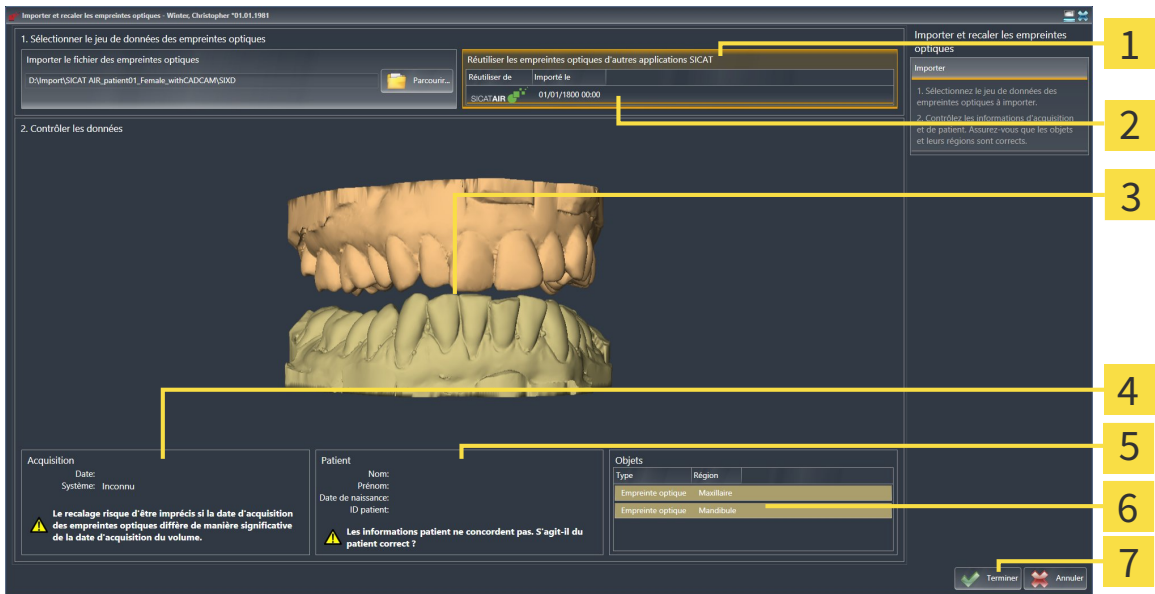 Importer et recaler les empreintes optiques - Winter, Christopher *01.01.1981
1. Sélectionner le jeu de données des empreintes optiques
Importer le fichier des empreintes optiques
D:\Import\SICAT AIR_patient01_Female_withCADCAM\SIXD
Parcourir...
Réutiliser les empreintes optiques d'autres applications SICAT
Réutiliser de
Importé le
SICATAIR
01/01/1800 00:00
Importer et recaler les empreintes
optiques
Importer
1. Sélectionnez le jeu de données des
empreintes optiques à importer.
2. Contrôlez les informations d'acquisition
et de patient. Assurez-vous que les objets
et leurs régions sont corrects.
2. Contrôler les données
Acquisition
Date:
Système: Inconnu
Le recalage risque d'être imprécis si la date d'acquisition
des empreintes optiques diffère de manière significative
de la date d'acquisition du volume.
Patient
Nom:
Prénom:
Date de naissance:
ID patient:
Les informations patient ne concordent pas. S'agit-il du
patient correct ?
Objets
Type
Région
Empreinte optique Maxillaire
Empreinte optique Mandibule
Terminer
Annuler
1
2
3
4
5
6
7